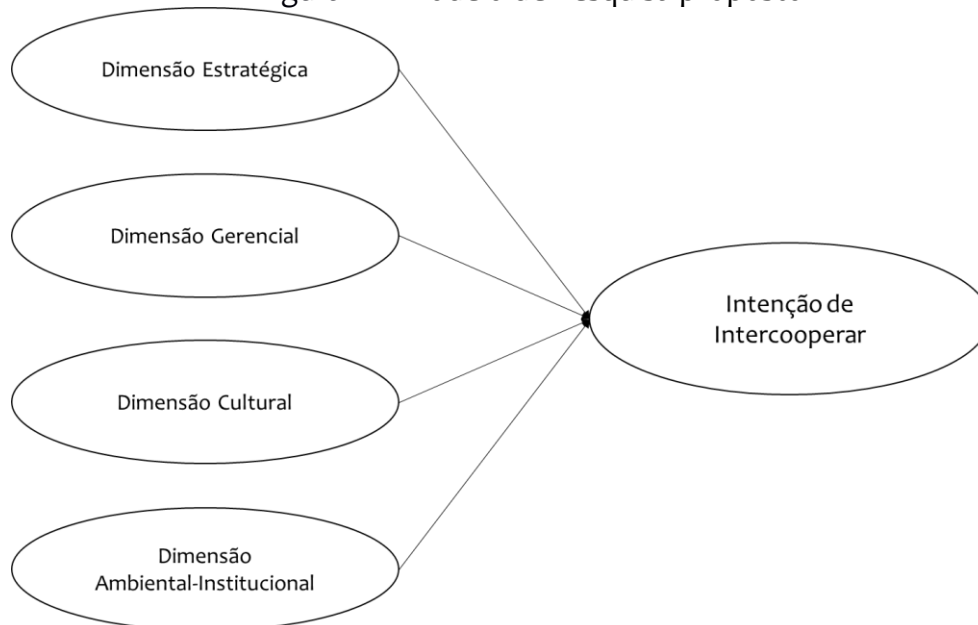 Dimensão Estratégica
Dimensão Gerencial
Dimensão Cultural
Dimensão
Ambiental-Institucional
Intenção de
Intercooperar